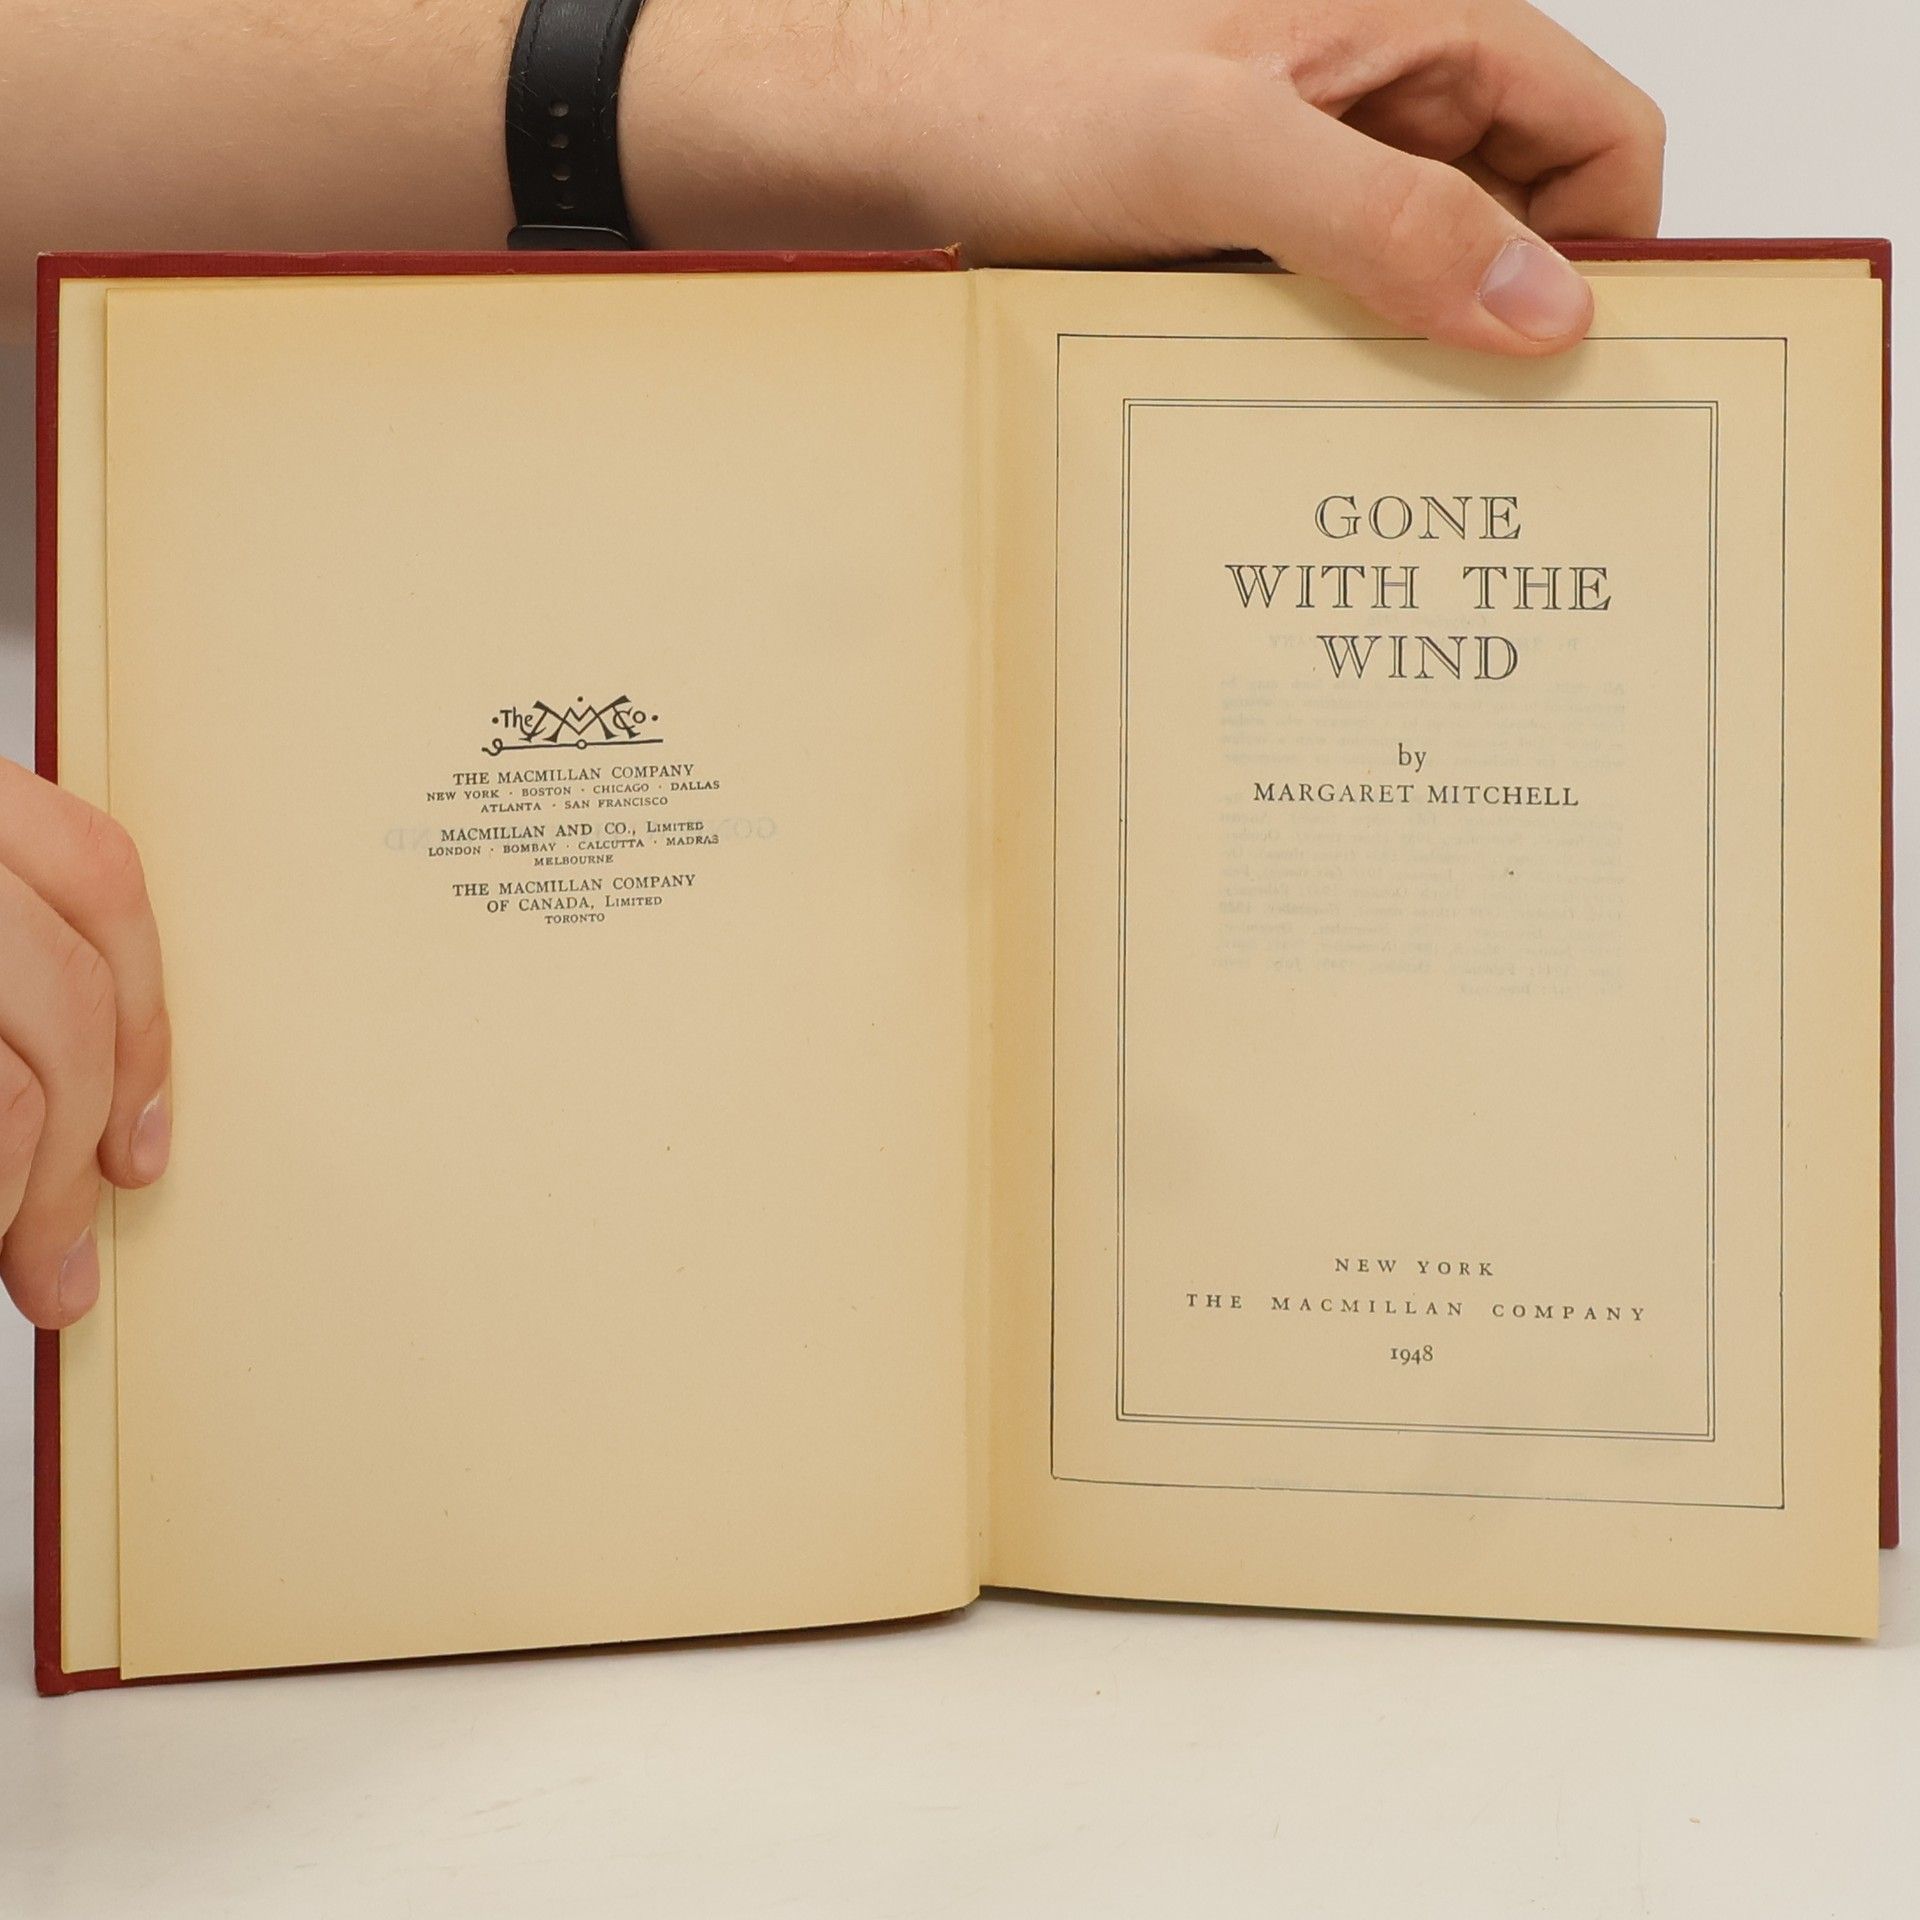 The M Co
THE MACMILLAN COMPANY
NEW YORK · BOSTON · CHICAGO · DALLAS
ATLANTA · SAN FRANCISCO
MACMILLAN AND CO., LIMITED
LONDON · BOMBAY · CALCUTTA · MADRAS
MELBOURNE
THE MACMILLAN COMPANY
OF CANADA, LIMITED
TORONTO
GONE
WITH THE
WIND
by
MARGARET MITCHELL
NEW YORK
THE MACMILLAN COMPANY
1948